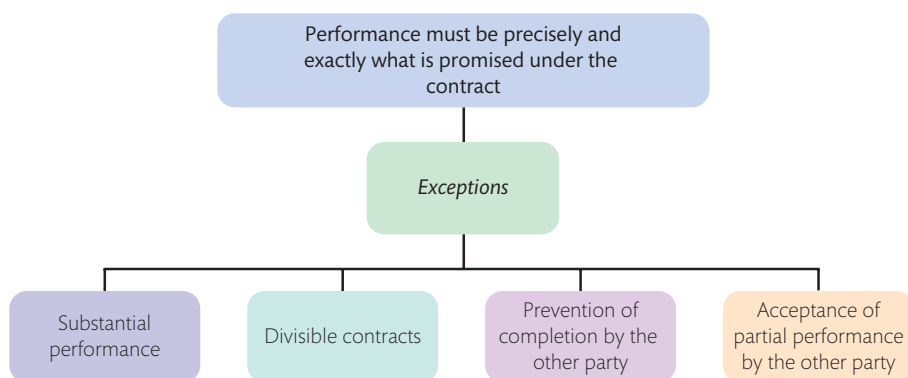 Performance must be precisely and
exactly what is promised under the
contract
Exceptions
Substantial
performance
Divisible contracts
Prevention of
completion by the
other party
Acceptance of
partial performance
by the other party